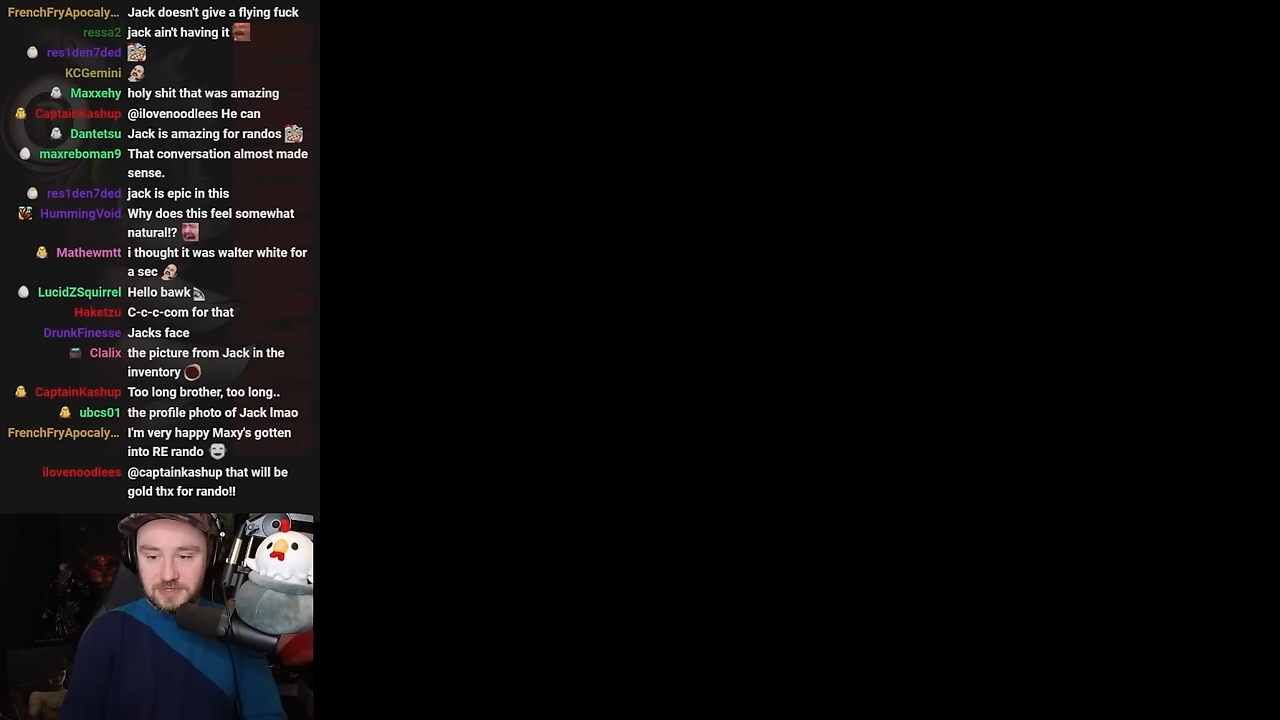 FrenchFryApocaly... Jack doesn't give a flying fuck
ressa2 jack ain't having it
res1den7ded
KCGemini
Maxxehy holy shit that was amazing
CaptainKashup @ilovenoodlees He can
Dantetsu Jack is amazing for randos
maxreboman9 That conversation almost made
sense.
res1den7ded jack is epic in this
HummingVoid Why does this feel somewhat
natural!?
Mathewmtt i thought it was walter white for
a sec
LucidZSquirrel Hello bawk
Haketzu C-c-c-com for that
DrunkFinesse Jacks face
Clalix the picture from Jack in the
inventory
CaptainKashup Too long brother, too long..
ubcs01 the profile photo of Jack lmao
FrenchFryApocaly... I'm very happy Maxy's gotten
into RE rando
ilovenoodlees @captainkashup that will be
gold thx for rando!!